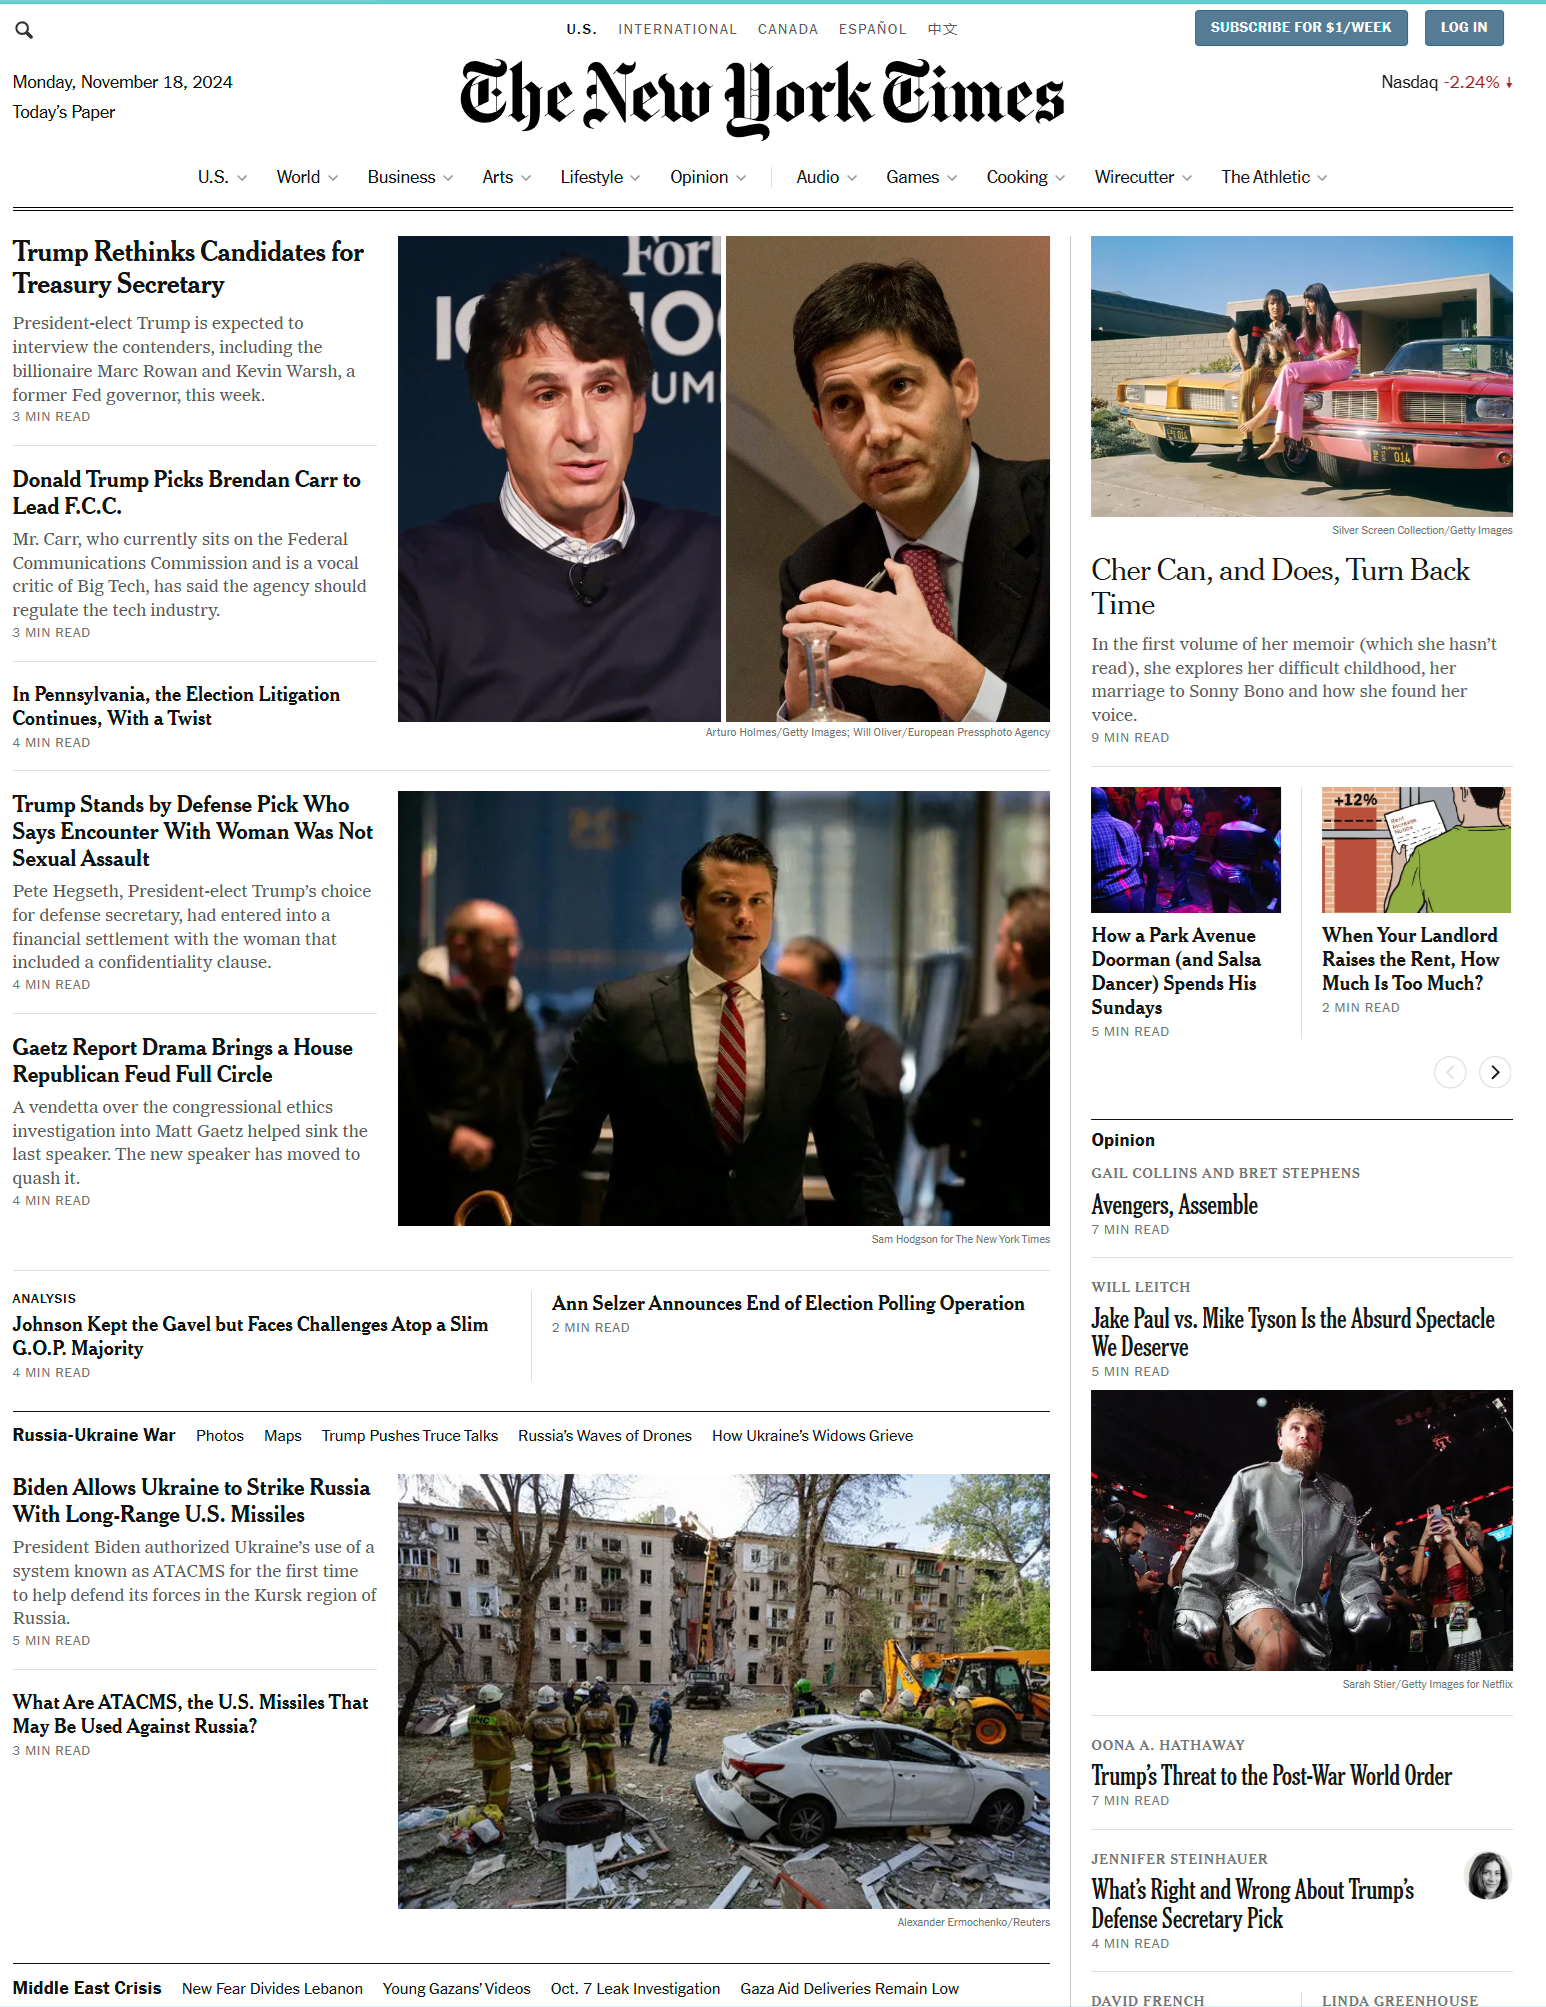 U.S. INTERNATIONAL CANADA ESPAÑOL 中文
SUBSCRIBE FOR $1/WEEK
LOG IN
Monday, November 18, 2024
Today's Paper
The New York Times
Nasdaq -2.24% ↓
U.S. World Business Arts Lifestyle Opinion Audio Games Cooking Wirecutter The Athletic
Trump Rethinks Candidates for
Treasury Secretary
President-elect Trump is expected to
interview the contenders, including the
billionaire Marc Rowan and Kevin Warsh, a
former Fed governor, this week.
3 MIN READ
Donald Trump Picks Brendan Carr to
Lead F.C.C.
Mr. Carr, who currently sits on the Federal
Communications Commission and is a vocal
critic of Big Tech, has said the agency should
regulate the tech industry.
3 MIN READ
In Pennsylvania, the Election Litigation
Continues, With a Twist
4 MIN READ
Arturo Holmes/Getty Images; Will Oliver/European Pressphoto Agency
Trump Stands by Defense Pick Who
Says Encounter With Woman Was Not
Sexual Assault
Pete Hegseth, President-elect Trump's choice
for defense secretary, had entered into a
financial settlement with the woman that
included a confidentiality clause.
4 MIN READ
Gaetz Report Drama Brings a House
Republican Feud Full Circle
A vendetta over the congressional ethics
investigation into Matt Gaetz helped sink the
last speaker. The new speaker has moved to
quash it.
4 MIN READ
Sam Hodgson for The New York Times
ANALYSIS
Johnson Kept the Gavel but Faces Challenges Atop a Slim
G.O.P. Majority
4 MIN READ
Ann Selzer Announces End of Election Polling Operation
2 MIN READ
Russia-Ukraine War Photos Maps Trump Pushes Truce Talks Russia's Waves of Drones How Ukraine's Widows Grieve
Biden Allows Ukraine to Strike Russia
With Long-Range U.S. Missiles
President Biden authorized Ukraine's use of a
system known as ATACMS for the first time
to help defend its forces in the Kursk region of
Russia.
5 MIN READ
What Are ATACMS, the U.S. Missiles That
May Be Used Against Russia?
3 MIN READ
Alexander Ermochenko/Reuters
Middle East Crisis New Fear Divides Lebanon Young Gazans' Videos Oct. 7 Leak Investigation Gaza Aid Deliveries Remain Low
014
Silver Screen Collection/Getty Images
Cher Can, and Does, Turn Back
Time
In the first volume of her memoir (which she hasn't
read), she explores her difficult childhood, her
marriage to Sonny Bono and how she found her
voice.
9 MIN READ
How a Park Avenue
Doorman (and Salsa
Dancer) Spends His
Sundays
5 MIN READ
+12%
Rent
Increase
Notice
When Your Landlord
Raises the Rent, How
Much Is Too Much?
2 MIN READ
Opinion
GAIL COLLINS AND BRET STEPHENS
Avengers, Assemble
7 MIN READ
WILL LEITCH
Jake Paul vs. Mike Tyson Is the Absurd Spectacle
We Deserve
5 MIN READ
Sarah Stier/Getty Images for Netflix
OONA A. HATHAWAY
Trump's Threat to the Post-War World Order
7 MIN READ
JENNIFER STEINHAUER
What's Right and Wrong About Trump's
Defense Secretary Pick
4 MIN READ
DAVID FRENCH
LINDA GREENHOUSE